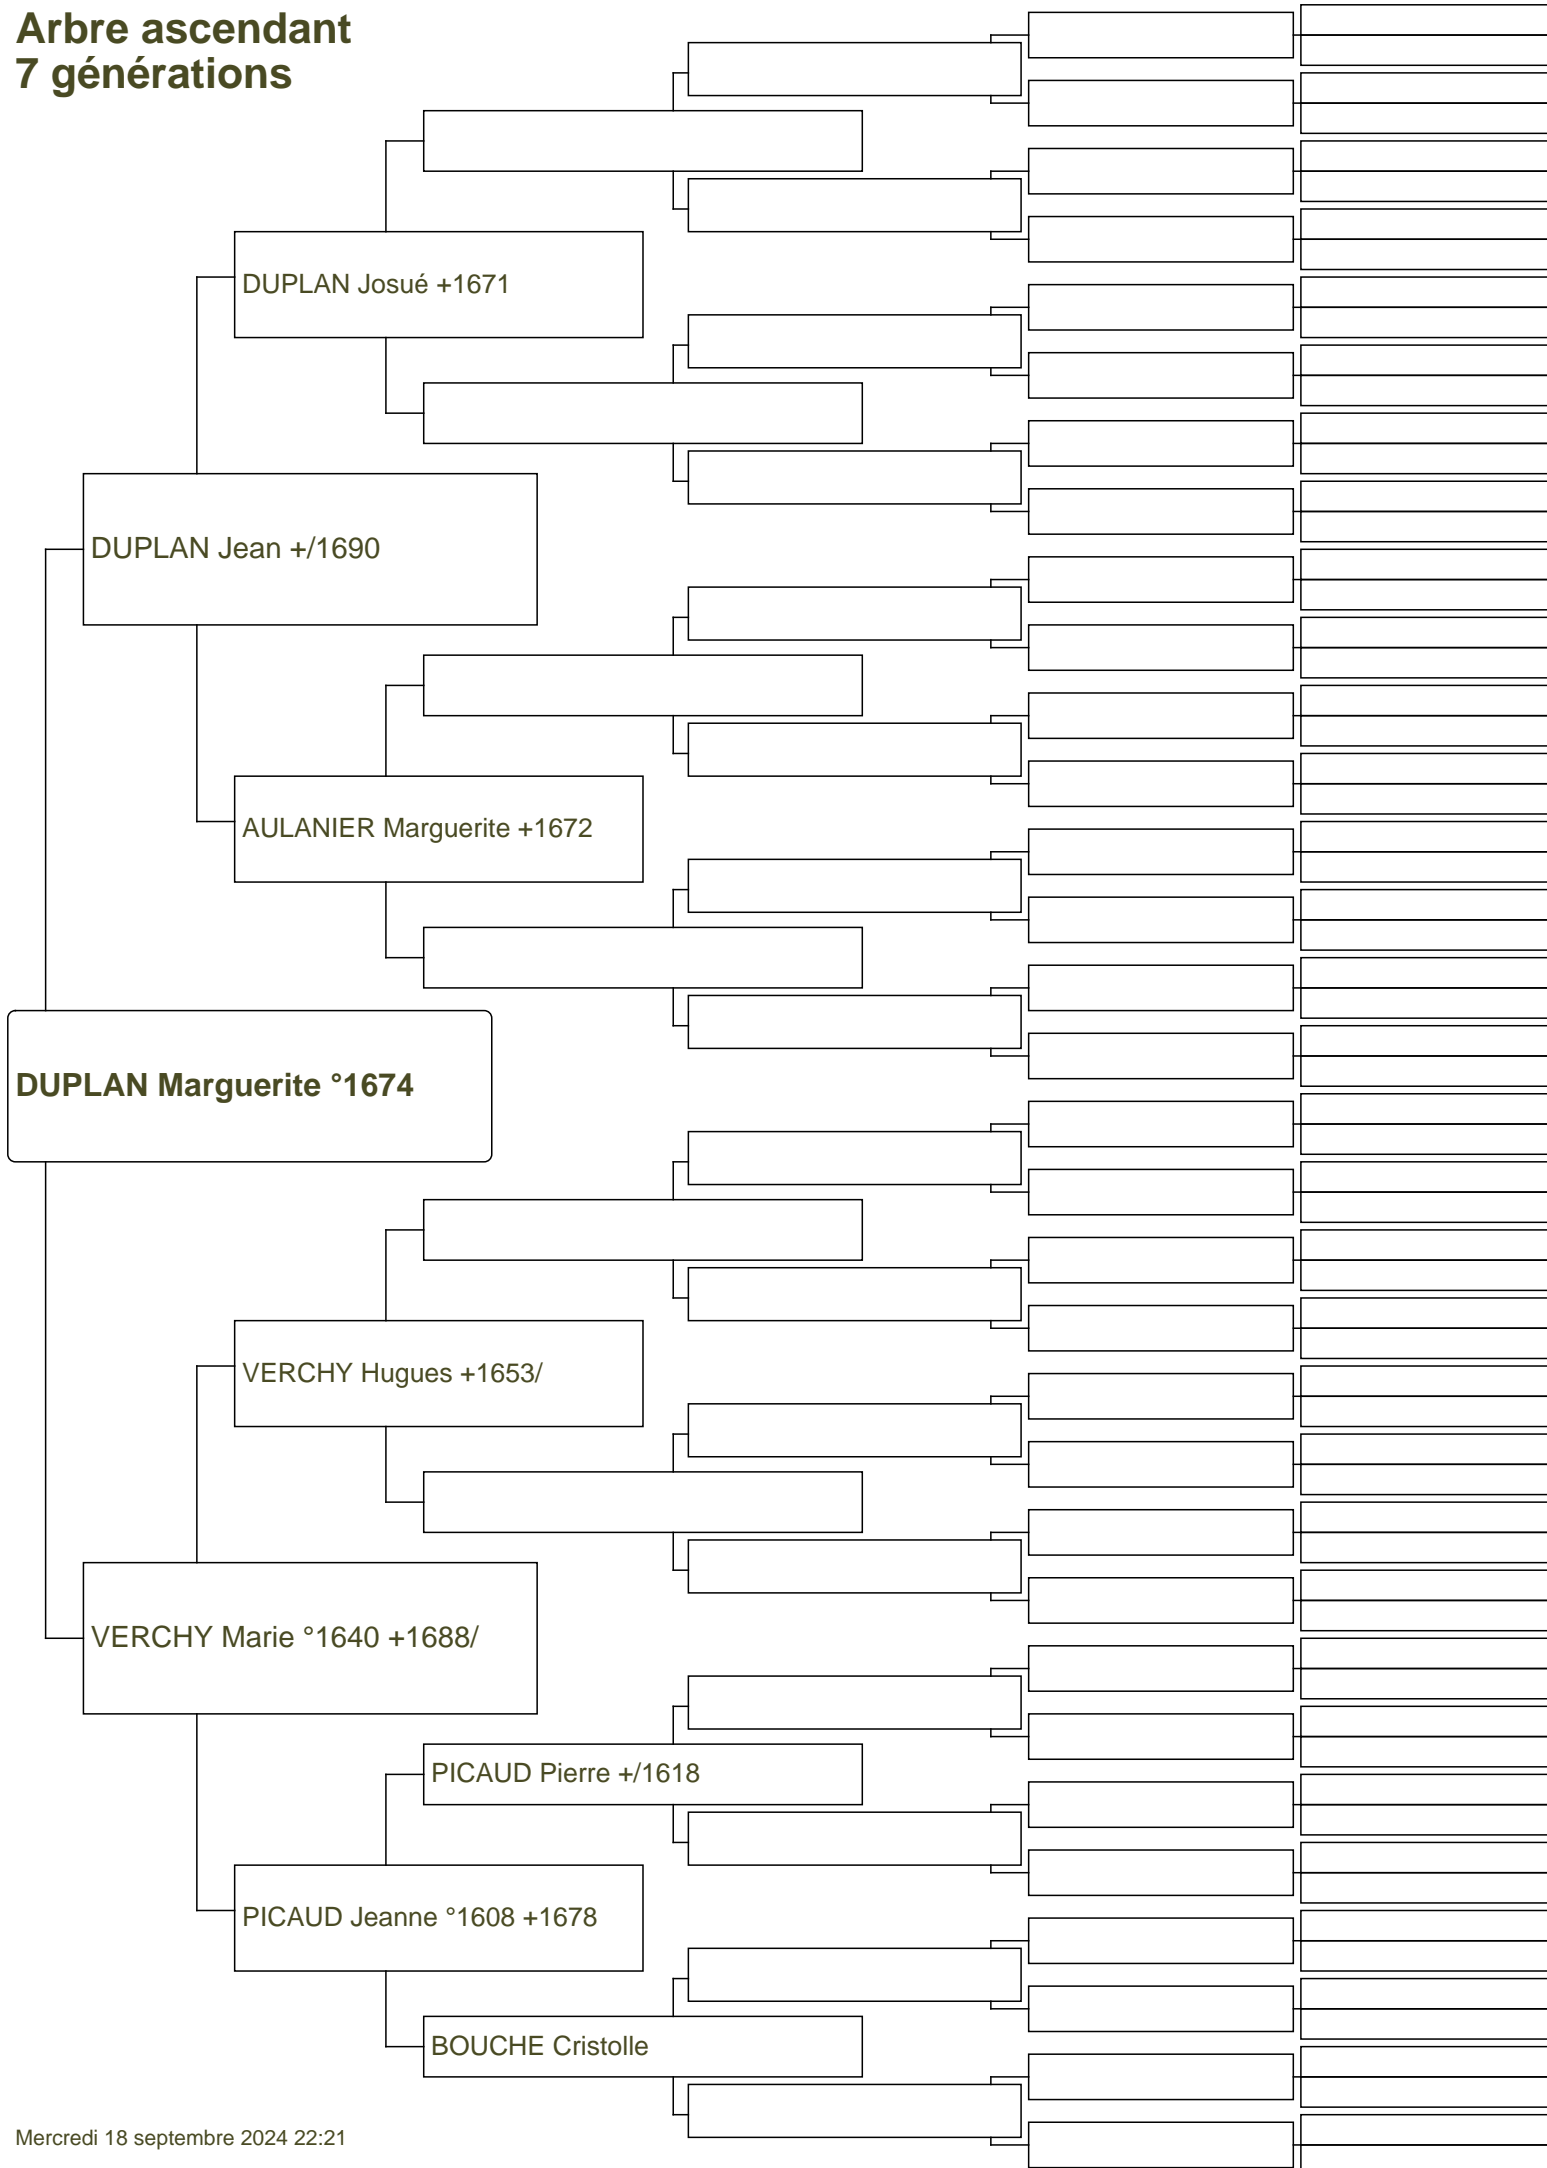 Arbre ascendant
7 générations
DUPLAN Josué +1671
DUPLAN Jean +/1690
AULANIER Marguerite +1672
DUPLAN Marguerite °1674
VERCHY Hugues +1653/
VERCHY Marie °1640 +1688/
PICAUD Pierre +/1618
PICAUD Jeanne °1608 +1678
BOUCHE Cristolle
Mercredi 18 septembre 2024 22:21